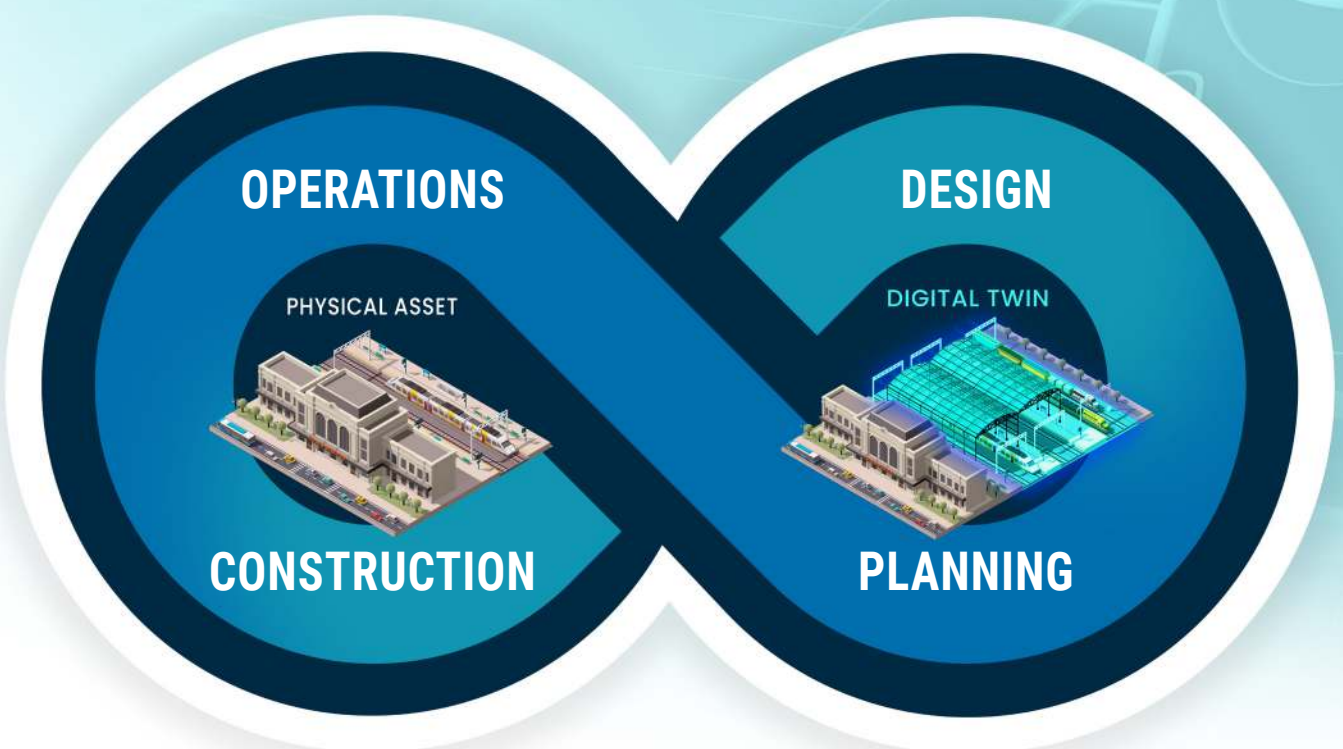 OPERATIONS
DESIGN
PHYSICAL ASSET
DIGITAL TWIN
CONSTRUCTION
PLANNING